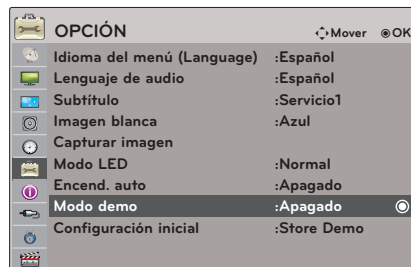 OPCIÓN Mover OK
Idioma del menú (Language) :Español
Lenguaje de audio :Español
Subtítulo :Servicio1
Imagen blanca :Azul
Capturar imagen
Modo LED :Normal
Encend. auto :Apagado
Modo demo :Apagado
Configuración inicial :Store Demo